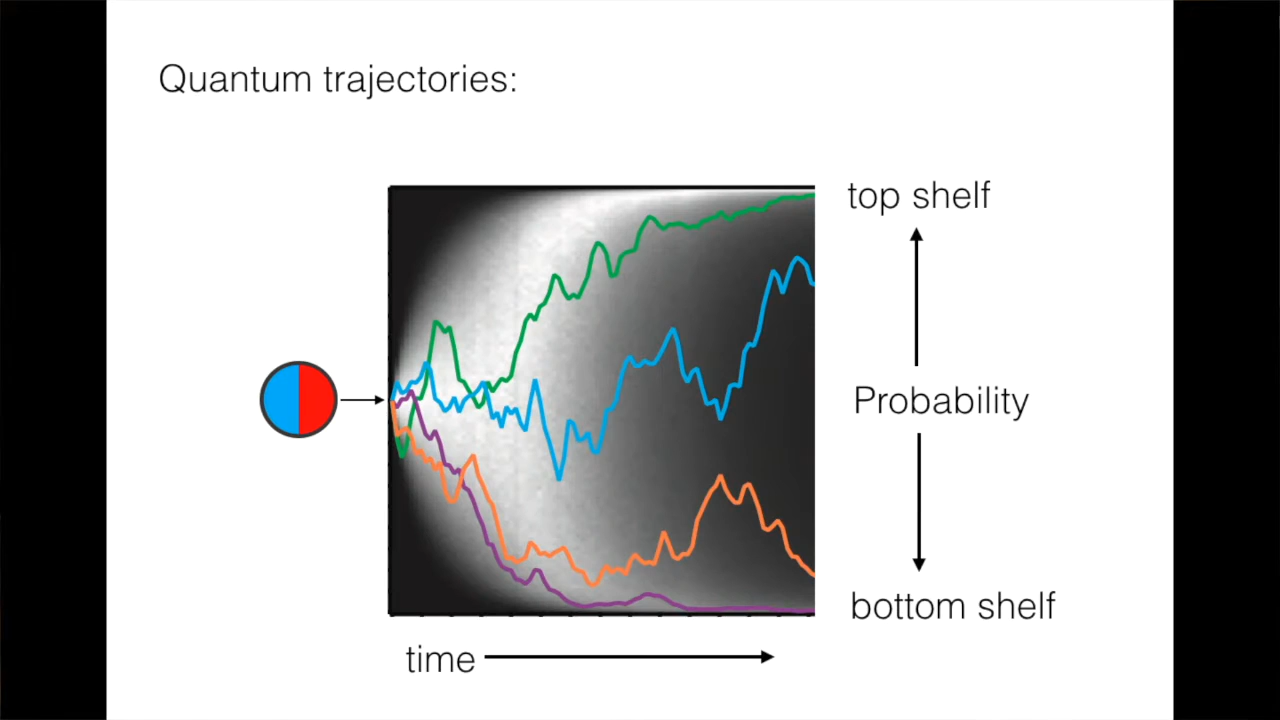 Quantum trajectories:
top shelf
Probability
bottom shelf
time